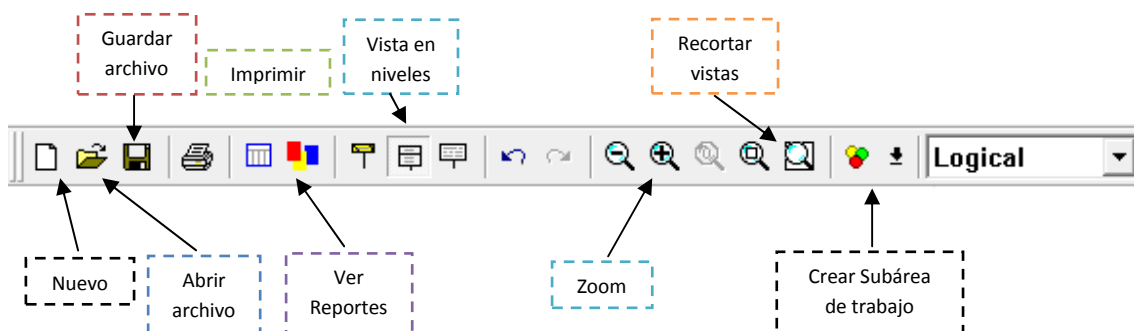 Guardar
archivo
Imprimir
Vista en
niveles
Recortar
vistas
Logical
Nuevo
Abrir
archivo
Ver
Reportes
Zoom
Crear Subárea
de trabajo